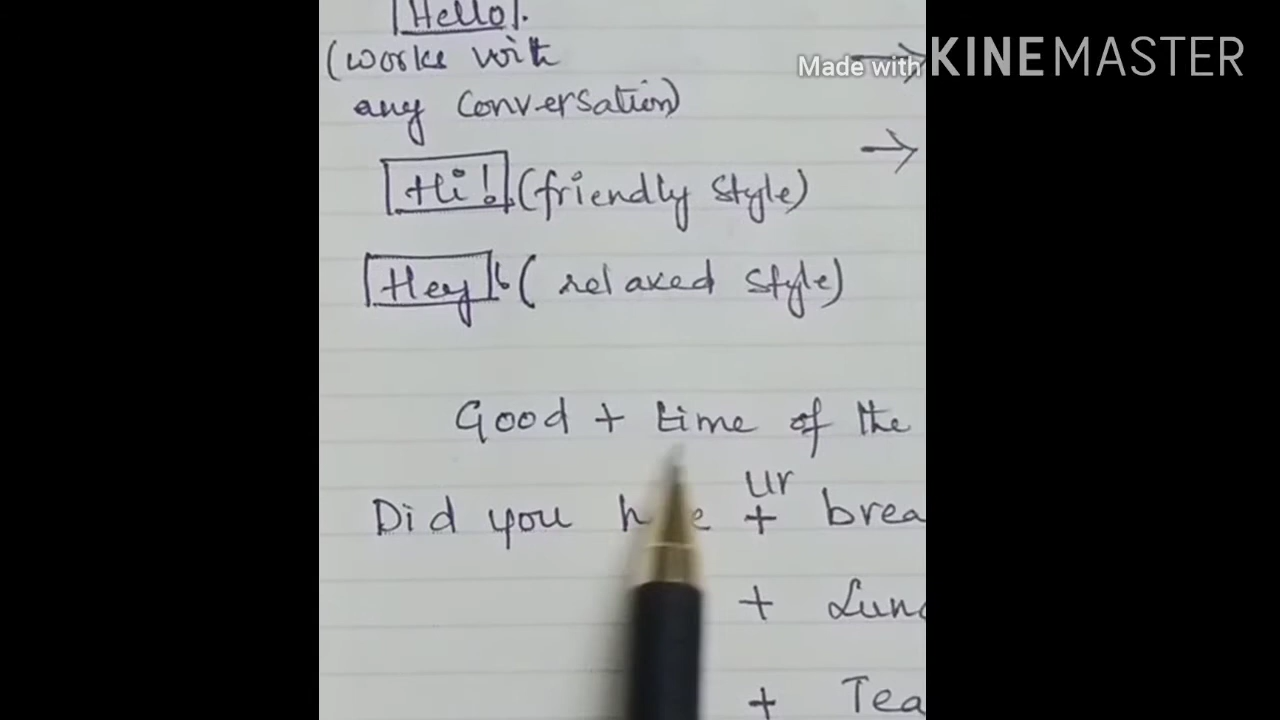 Hello!
Made with KINEMASTER
(works with
any conversation)
Hi! (friendly style)
Hey! (relaxed style)
Good + time of the
ur
Did you + brea
+ Lunc
+ Tea